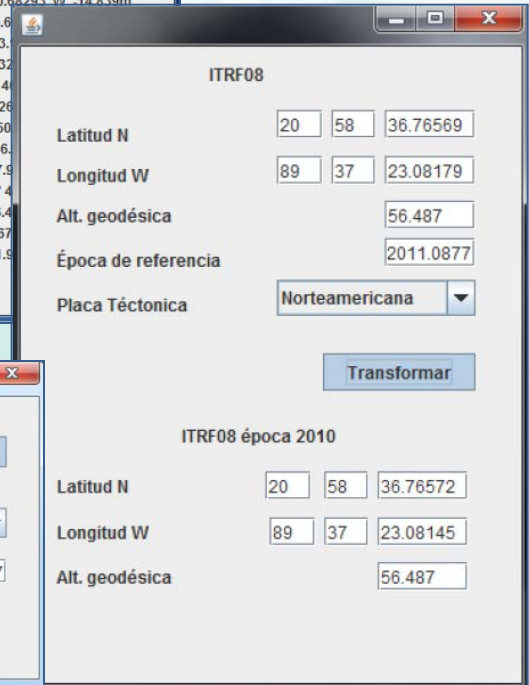 ITRF08
Latitud N 20 58 36.76569
Longitud W 89 37 23.08179
Alt. geodésica 56.487
Época de referencia 2011.0877
Placa Téctonica Norteamericana
Transformar
ITRF08 época 2010
Latitud N 20 58 36.76572
Longitud W 89 37 23.08145
Alt. geodésica 56.487